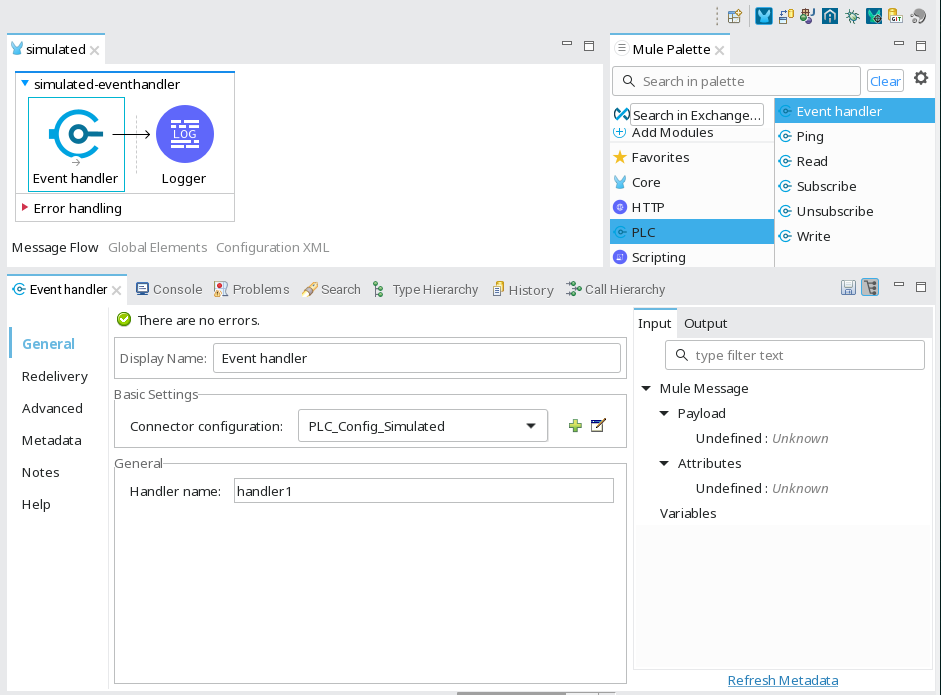 simulated
simulated-eventhandler
LOG
Event handler
Logger
Error handling
Message Flow Global Elements Configuration XML
Mule Palette
Search in palette
Clear
Search in Exchange...
Add Modules
Favorites
Core
HTTP
PLC
Scripting
Event handler
Ping
Read
Subscribe
Unsubscribe
Write
Event handler Console Problems Search Type Hierarchy History Call Hierarchy
General
Redelivery
Advanced
Metadata
Notes
Help
There are no errors.
Display Name: Event handler
Basic Settings
Connector configuration: PLC_Config_Simulated
General
Handler name: handler1
Input Output
type filter text
Mule Message
Payload
Undefined : Unknown
Attributes
Undefined : Unknown
Variables
Refresh Metadata